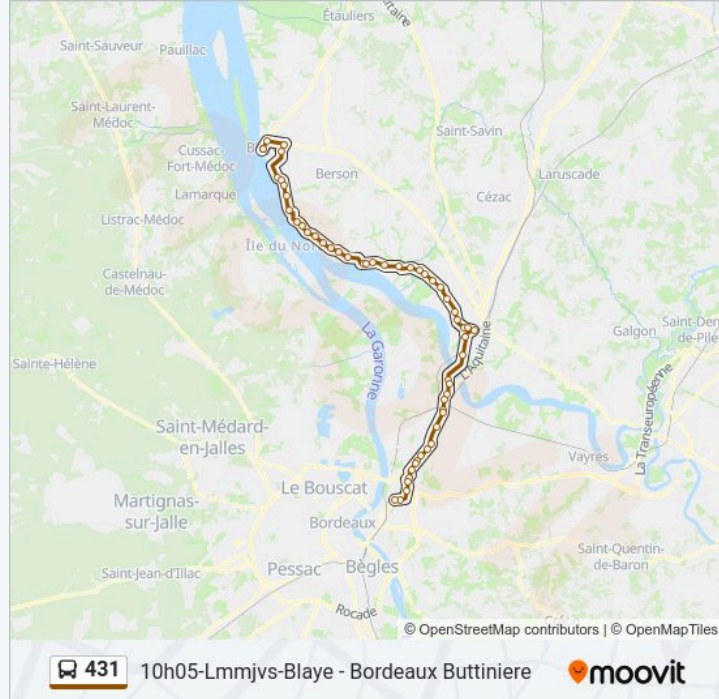 Étauliers
Saint-Sauveur
Pauillac
Saint-Laurent-
Médoc
Saint-Savin
Cussac-
Fort-Médoc
Berson
Laruscade
Lamarque
Cézac
Listrac-Médoc
Île du Nor
Castelnau-
de-Médoc
L'Aquitaine
Galgon
Saint-Den
de-Pile
La Garonne
Sainte-Hélène
La Transeuropéenne
Saint-Médard-
en-Jalles
Vayres
Le Bouscat
Martignas-
sur-Jalle
Bordeaux
Saint-Quentin-
de-Baron
Saint-Jean-d'Illac
Pessac
Bègles
Rocade
© OpenStreetMap contributors | © OpenMapTiles
431 10h05-Lmmjvs-Blaye - Bordeaux Buttiniere moovit